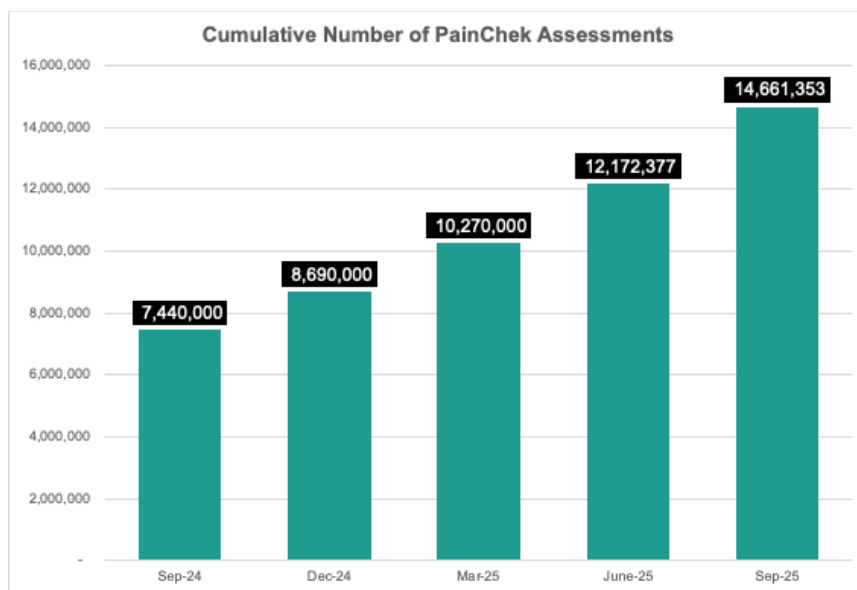 Cumulative Number of PainChek Assessments
16,000,000
14,000,000
12,000,000
10,000,000
8,000,000
6,000,000
4,000,000
2,000,000
-
7,440,000
8,690,000
10,270,000
12,172,377
14,661,353
Sep-24
Dec-24
Mar-25
June-25
Sep-25